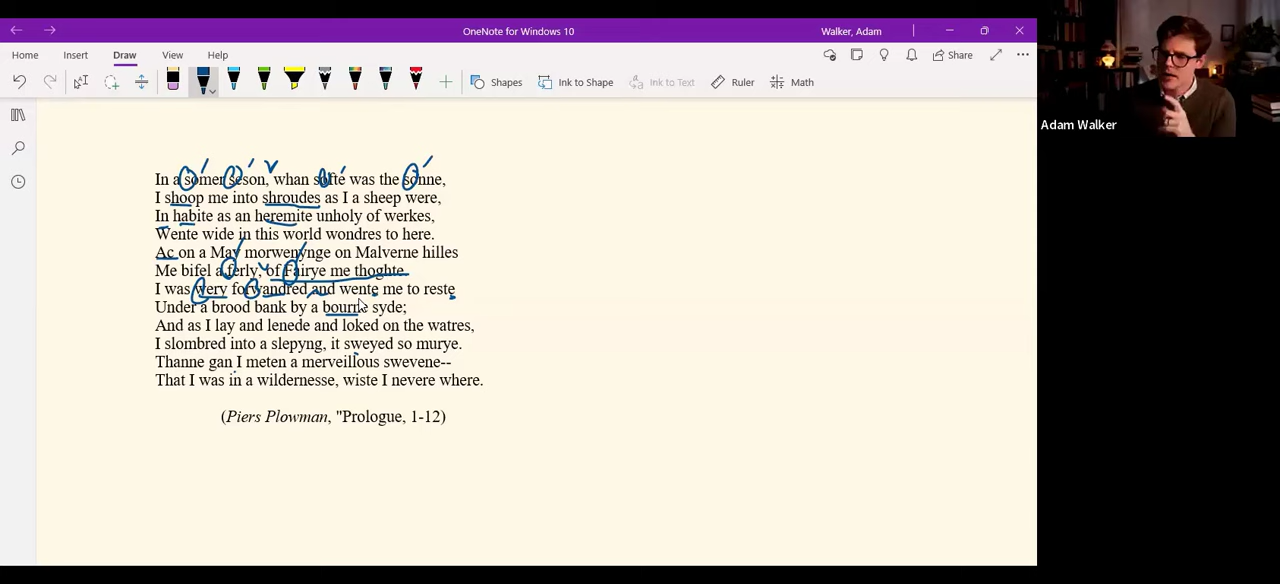 OneNote for Windows 10
Walker, Adam
Home Insert Draw View Help
Share
Shapes Ink to Shape Ink to Text Ruler Math
Adam Walker
In a somer seson, whan softe was the sonne,
I shoop me into shroudes as I a sheep were,
In habite as an heremite unholy of werkes,
Wente wide in this world wondres to here.
Ac on a May morwenynge on Malverne hilles
Me bifel a ferly, of Fairye me thoghte.
I was wery forwandred and wente me to reste
Under a brood bank by a bourne syde;
And as I lay and lenede and loked on the watres,
I slombred into a slepyng, it sweyed so murye.
Thanne gan I meten a merveillous swevene--
That I was in a wildernesse, wiste I nevere where.
(Piers Plowman, "Prologue, 1-12)